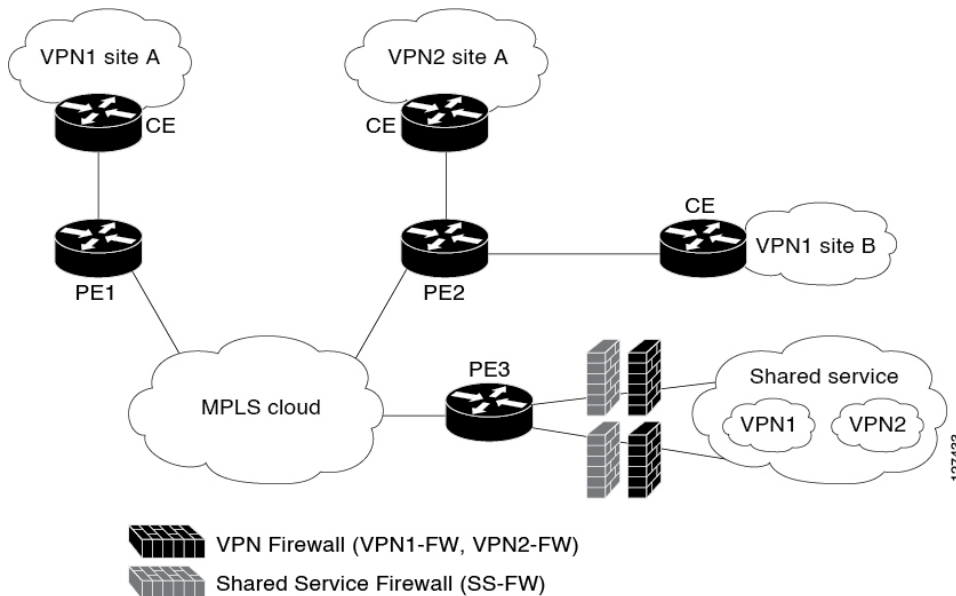 VPN1 site A
VPN2 site A
CE
CE
CE
VPN1 site B
PE1
PE2
PE3
MPLS cloud
Shared service
VPN1
VPN2
127422
VPN Firewall (VPN1-FW, VPN2-FW)
Shared Service Firewall (SS-FW)